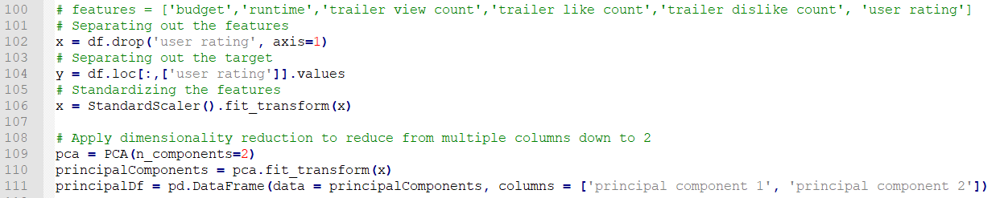 100 # features = ['budget','runtime','trailer view count','trailer like count','trailer dislike count', 'user rating']
101 # Separating out the features
102 x = df.drop('user rating', axis=1)
103 # Separating out the target
104 y = df.loc[:,['user rating']].values
105 # Standardizing the features
106 x = StandardScaler().fit_transform(x)
107
108 # Apply dimensionality reduction to reduce from multiple columns down to 2
109 pca = PCA(n_components=2)
110 principalComponents = pca.fit_transform(x)
111 principalDf = pd.DataFrame(data = principalComponents, columns = ['principal component 1', 'principal component 2'])